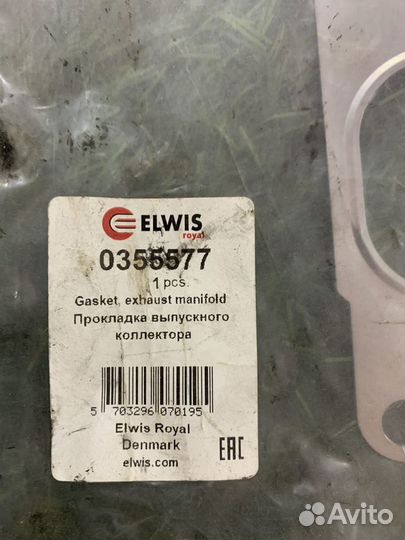 ELWIS
royal
0355577
1 pcs.
Gasket, exhaust manifold
Прокладка выпускного
коллектора
5 703296 070195
Elwis Royal
Denmark
elwis.com
EAC
Avito